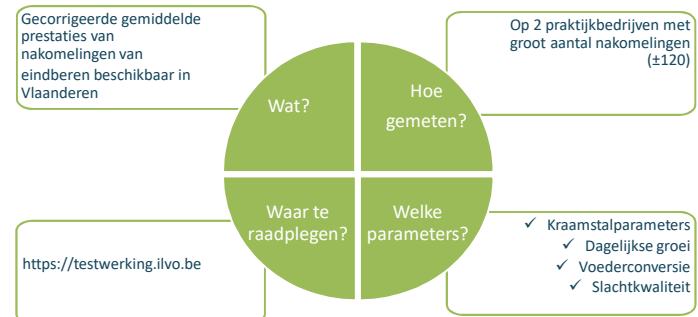 Gecorrigeerde gemiddelde
prestaties van
nakomelingen van
eindberen beschikbaar in
Vlaanderen
Wat?
Hoe
gemeten?
Op 2 praktijkbedrijven met
groot aantal nakomelingen
(±120)
https://testwerking.ilvo.be
Waar te
raadplegen?
Welke
parameters?
✓ Kraamstalparameters
✓ Dagelijkse groei
✓ Voederconversie
✓ Slachtkwaliteit